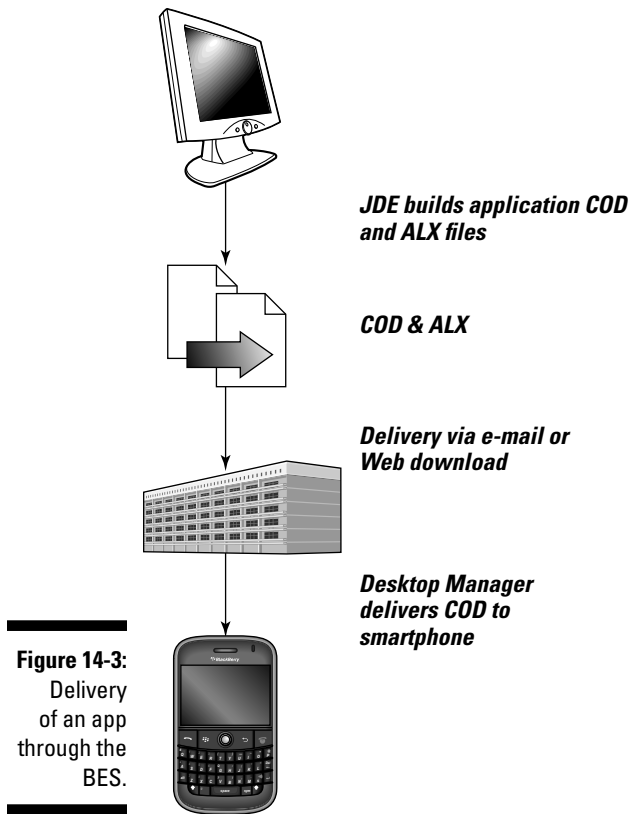 JDE builds application COD
and ALX files
COD & ALX
Delivery via e-mail or
Web download
Desktop Manager
delivers COD to
smartphone
Figure 14-3:
Delivery
of an app
through the
BES.
BlackBerry